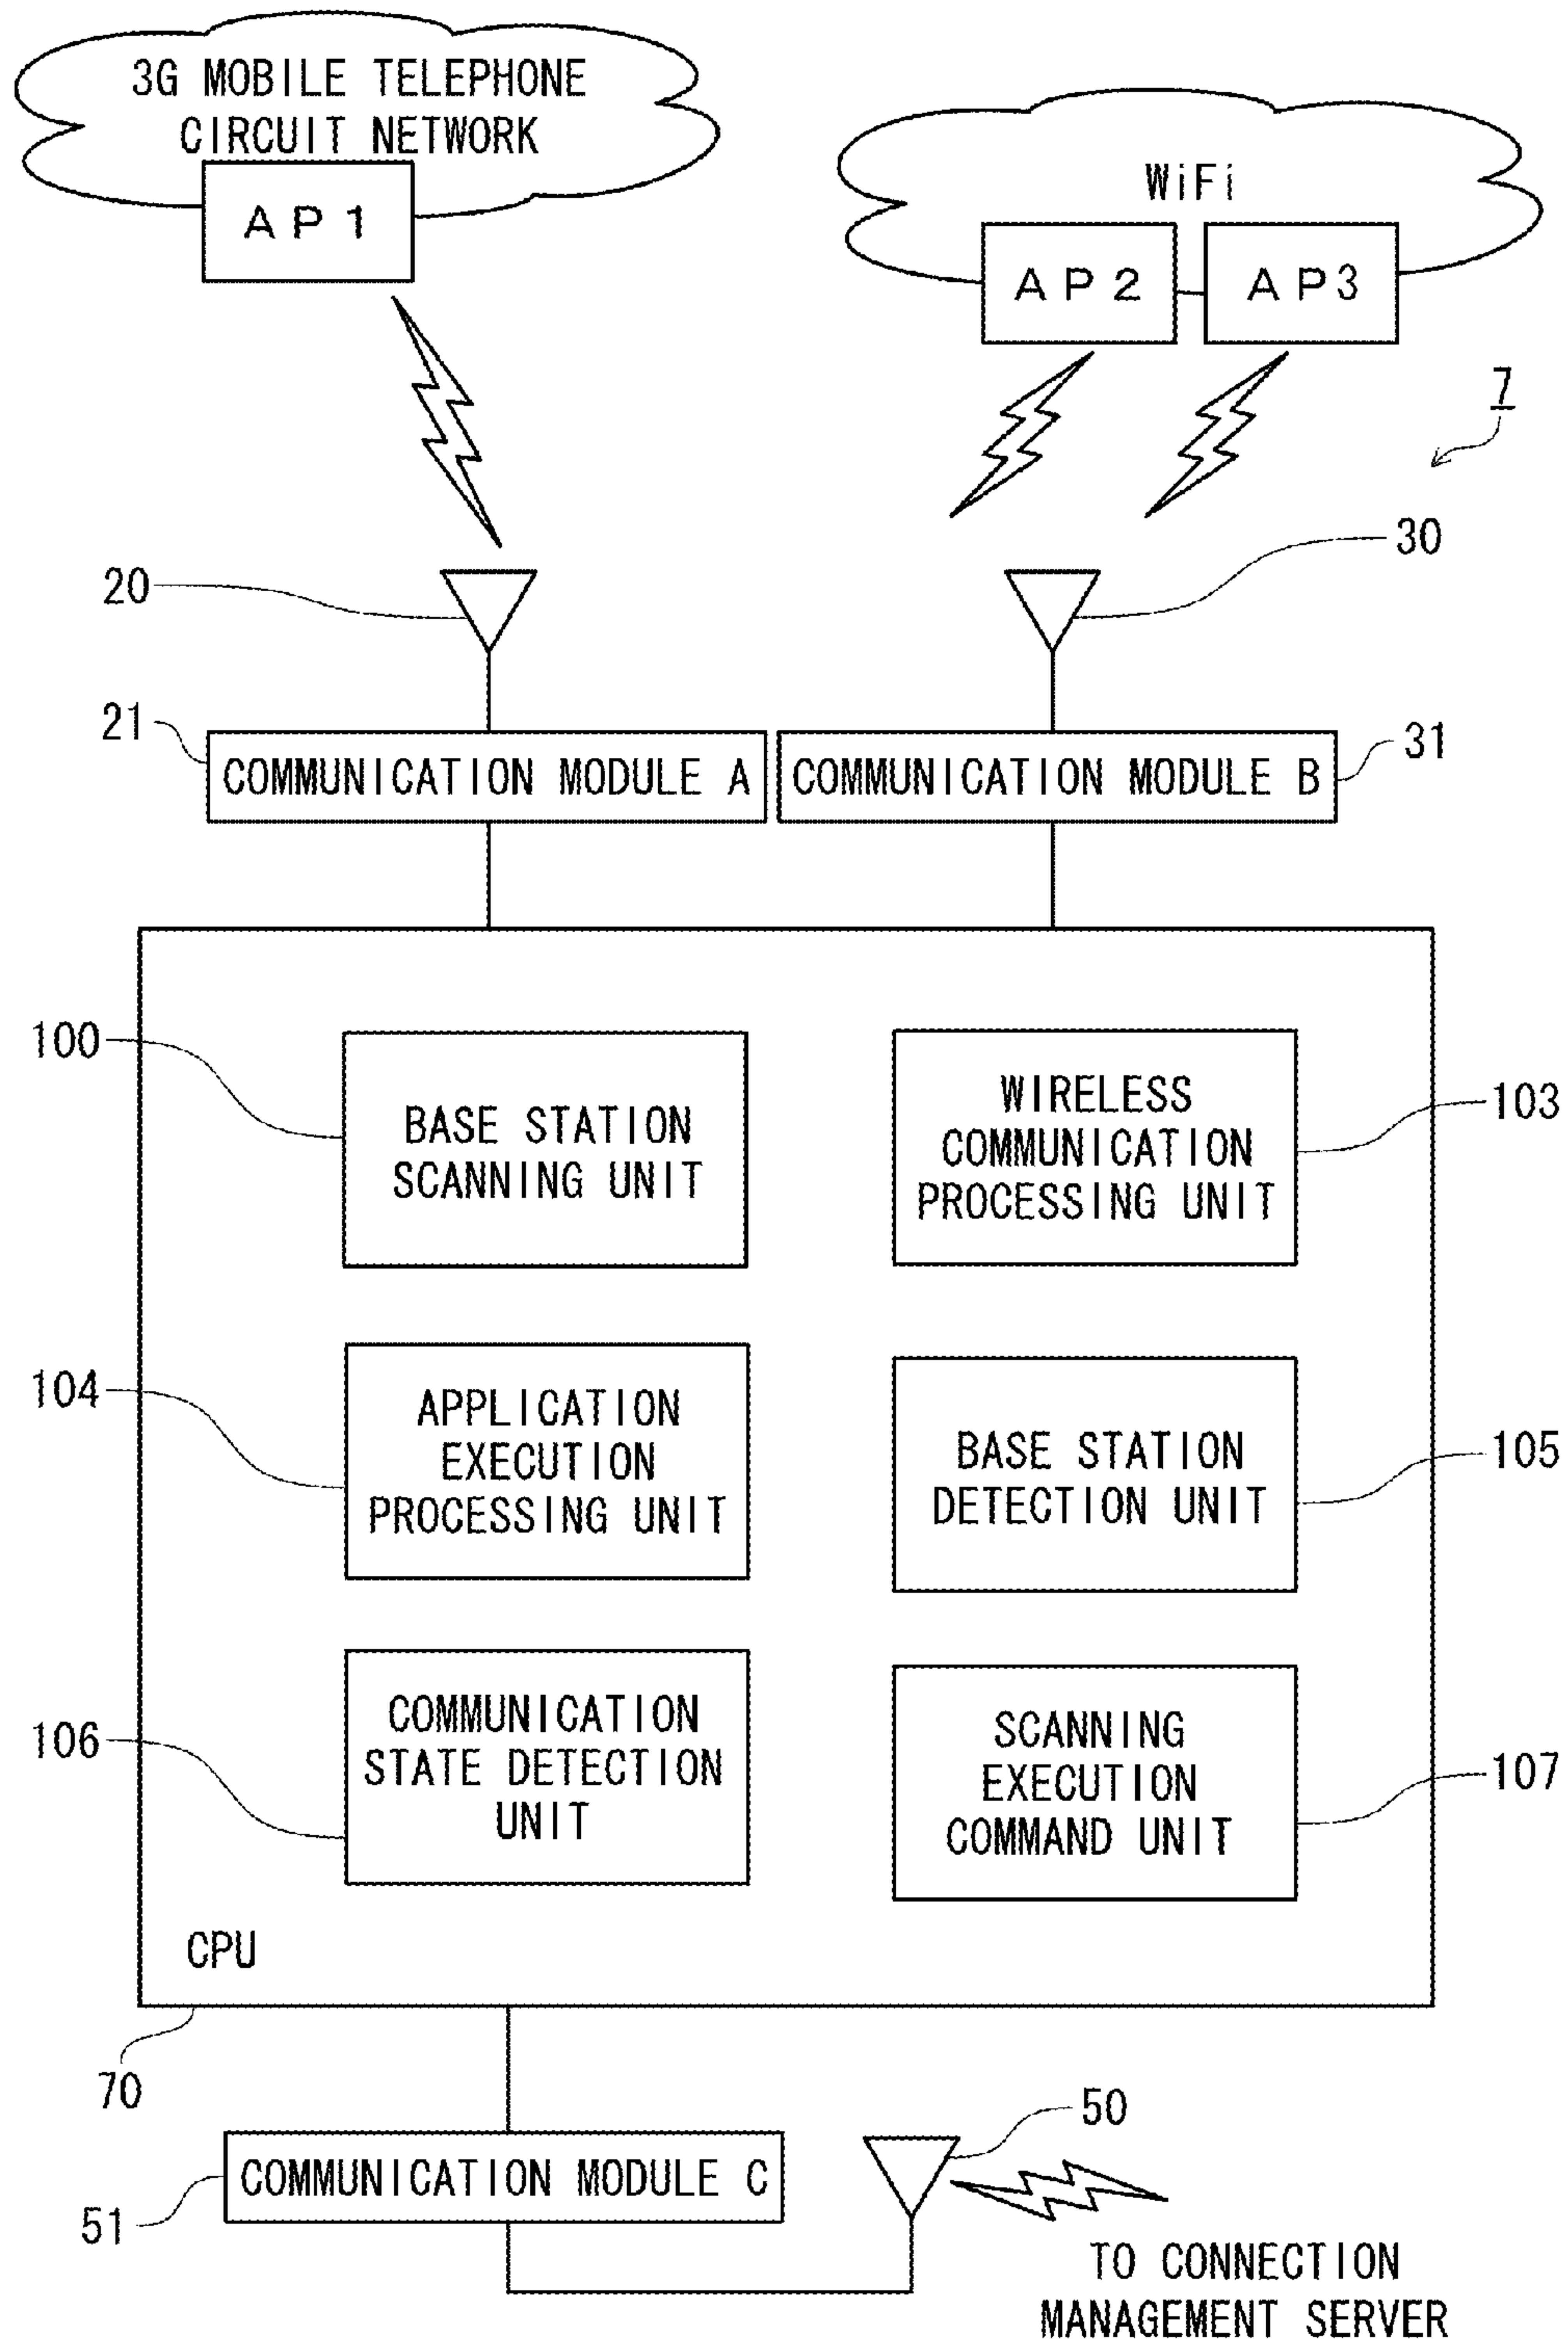 3G MOBILE TELEPHONE
CIRCUIT NETWORK
AP1
WiFi
AP2
AP3
7
20
30
21
COMMUNICATION MODULE A
COMMUNICATION MODULE B
31
100
BASE STATION
SCANNING UNIT
WIRELESS
COMMUNICATION
PROCESSING UNIT
103
104
APPLICATION
EXECUTION
PROCESSING UNIT
BASE STATION
DETECTION UNIT
105
106
COMMUNICATION
STATE DETECTION
UNIT
SCANNING
EXECUTION
COMMAND UNIT
107
CPU
70
50
COMMUNICATION MODULE C
51
TO CONNECTION
MANAGEMENT SERVER